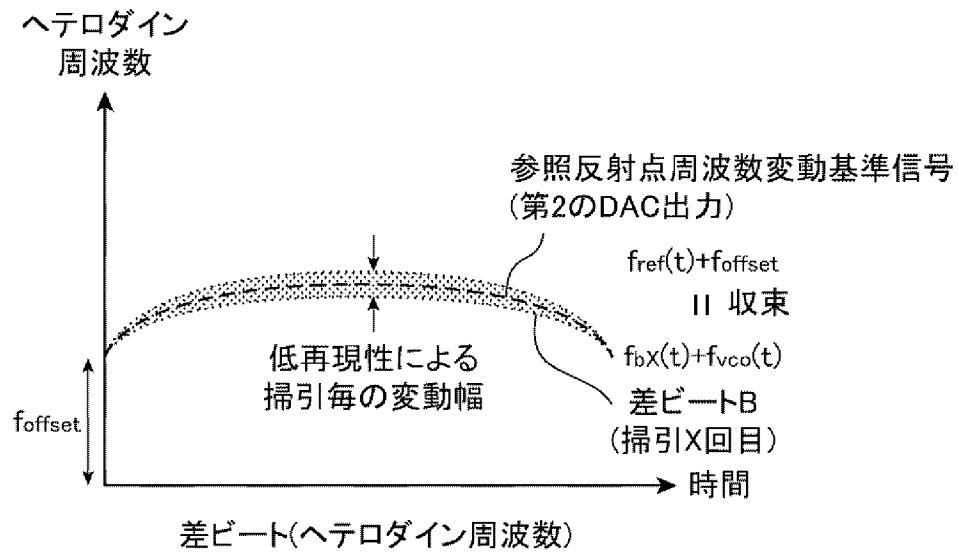 ヘテロダイン
周波数
参照反射点周波数変動基準信号
(第2のDAC出力)
fref(t)+foffset
II 収束
低再現性による
掃引毎の変動幅
fbX(t)+fvco(t)
差ビートB
(掃引X回目)
foffset
時間
差ビート(ヘテロダイン周波数)